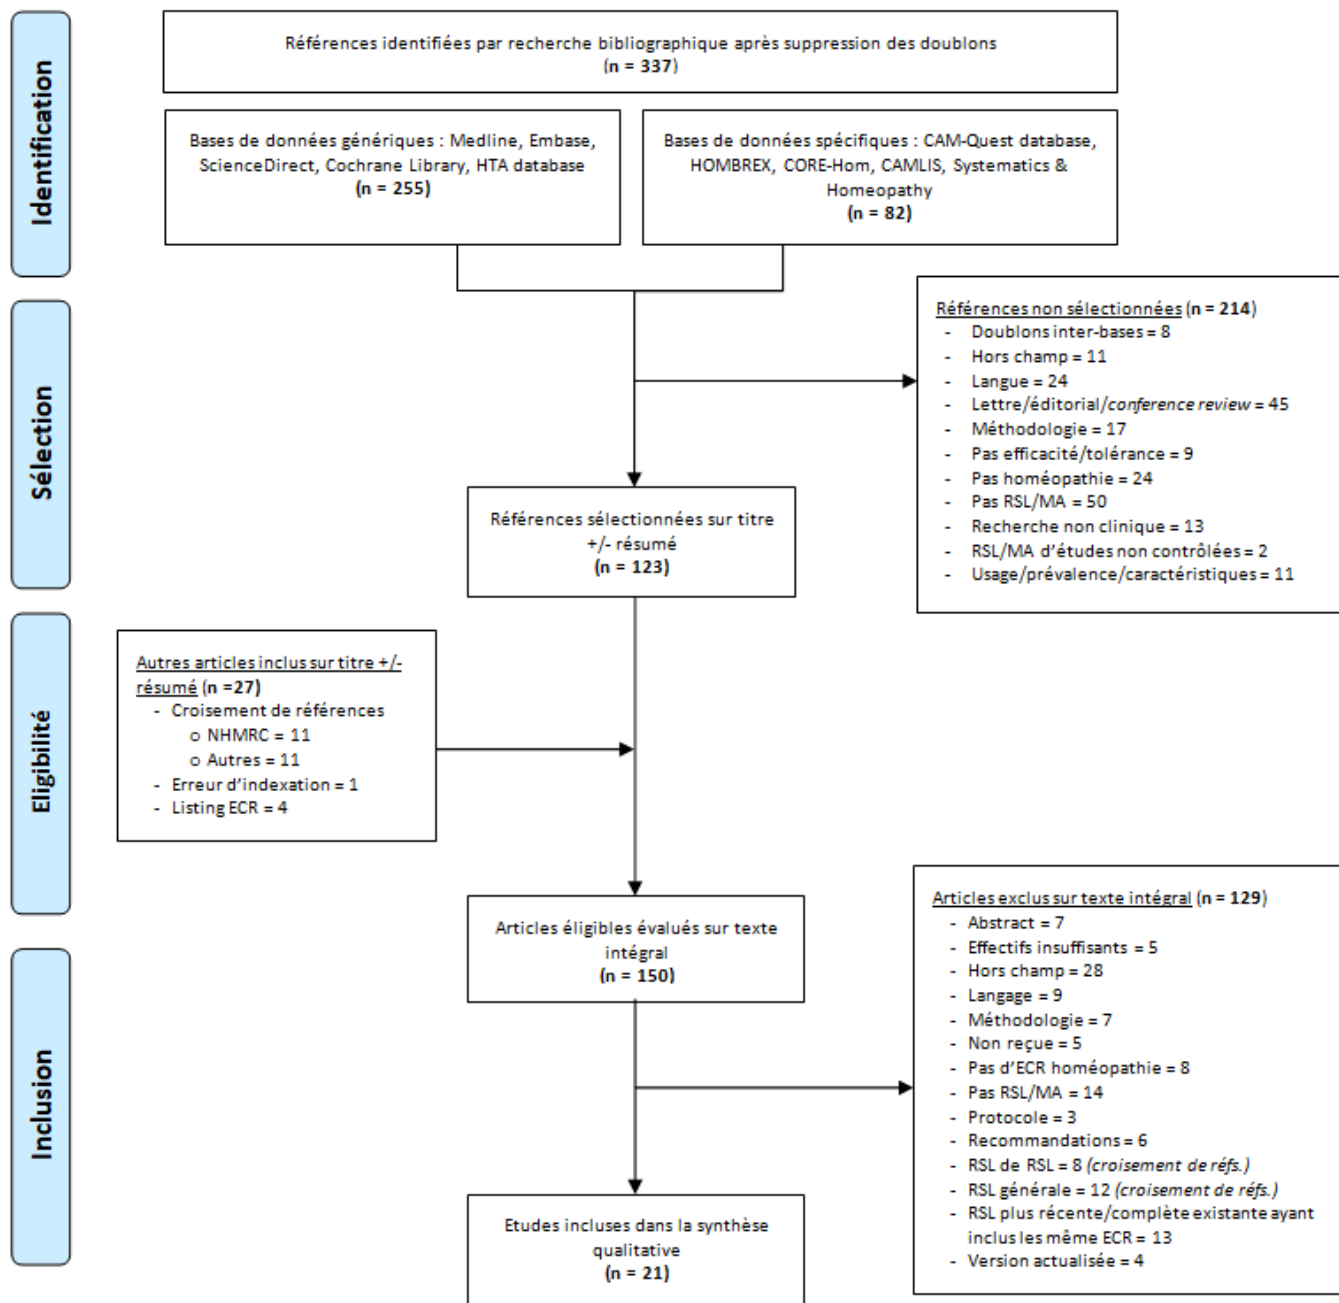 Identification
Références identifiées par recherche bibliographique après suppression des doublons
(n = 337)
Bases de données génériques : Medline, Embase,
ScienceDirect, Cochrane Library, HTA database
(n = 255)
Bases de données spécifiques : CAM-Quest database,
HOMBREX, CORE-Hom, CAMLIS, Systematics &
Homeopathy
(n = 82)
Sélection
Références non sélectionnées (n = 214)
- Doublons inter-bases = 8
- Hors champ = 11
- Langue = 24
- Lettre/éditorial/conference review = 45
- Méthodologie = 17
- Pas efficacité/tolérance = 9
- Pas homéopathie = 24
- Pas RSL/MA = 50
- Recherche non clinique = 13
- RSL/MA d'études non contrôlées = 2
- Usage/prévalence/caractéristiques = 11
Références sélectionnées sur titre
+/- résumé
(n = 123)
Eligibilité
Autres articles inclus sur titre +/-
résumé (n =27)
- Croisement de références
o NHMRC = 11
o Autres = 11
- Erreur d'indexation = 1
- Listing ECR = 4
Articles éligibles évalués sur texte
intégral
(n = 150)
Inclusion
Articles exclus sur texte intégral (n = 129)
- Abstract = 7
- Effectifs insuffisants = 5
- Hors champ = 28
- Langage = 9
- Méthodologie = 7
- Non reçue = 5
- Pas d'ECR homéopathie = 8
- Pas RSL/MA = 14
- Protocole = 3
- Recommandations = 6
- RSL de RSL = 8 (croisement de réfs.)
- RSL générale = 12 (croisement de réfs.)
- RSL plus récente/complète existante ayant
inclus les même ECR = 13
- Version actualisée = 4
Etudes incluses dans la synthèse
qualitative
(n = 21)